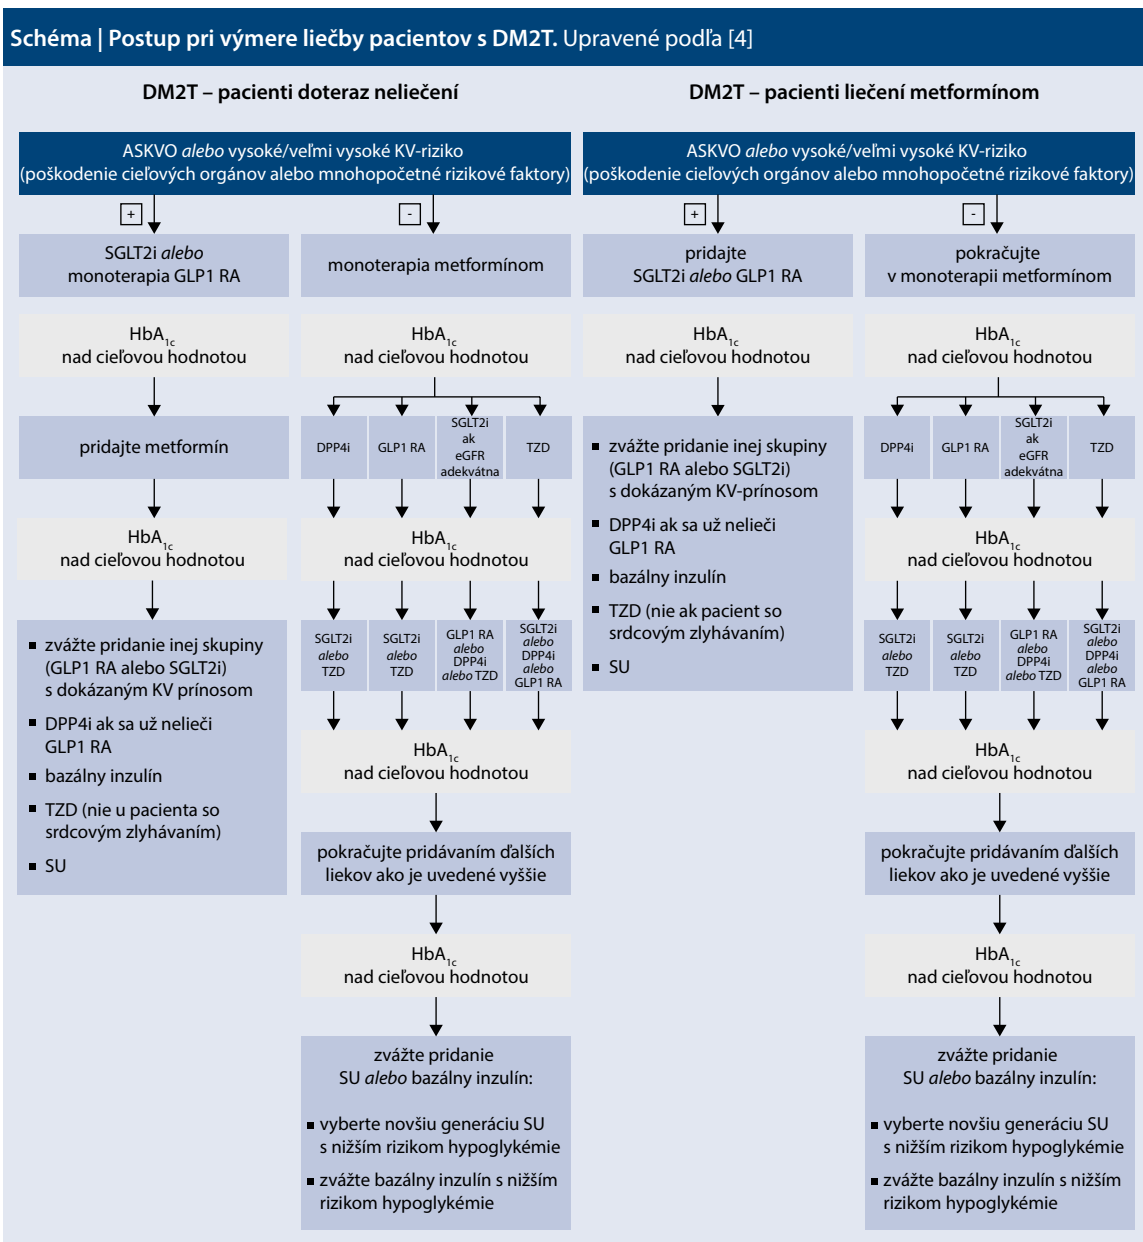 Schéma | Postup pri výmere liečby pacientov s DM2T. Upravené podľa [4]
DM2T – pacienti doteraz neliečení
ASKVO alebo vysoké/veľmi vysoké KV-riziko
(poškodenie cieľových orgánov alebo mnohopočetné rizikové faktory)
+
SGLT2i alebo
monoterapia GLP1 RA
HbA1c
nad cieľovou hodnotou
pridajte metformín
HbA1c
nad cieľovou hodnotou
■ zvážte pridanie inej skupiny
(GLP1 RA alebo SGLT2i)
s dokázaným KV prínosom
■ DPP4i ak sa už nelieči
GLP1 RA
■ bazálny inzulín
■ TZD (nie u pacienta so
srdcovým zlyhávaním)
■ SU
-
monoterapia metformínom
HbA1c
nad cieľovou hodnotou
DPP4i
GLP1 RA
SGLT2i
ak
eGFR
adekvátna
TZD
HbA1c
nad cieľovou hodnotou
SGLT2i
alebo
TZD
SGLT2i
alebo
TZD
GLP1 RA
alebo
DPP4i
alebo TZD
SGLT2i
alebo
DPP4i
alebo
GLP1 RA
HbA1c
nad cieľovou hodnotou
pokračujte pridávaním ďalších
liekov ako je uvedené vyššie
HbA1c
nad cieľovou hodnotou
zvážte pridanie
SU alebo bazálny inzulín:
■ vyberte novšiu generáciu SU
s nižším rizikom hypoglykémie
■ zvážte bazálny inzulín s nižším
rizikom hypoglykémie
DM2T – pacienti liečení metformínom
ASKVO alebo vysoké/veľmi vysoké KV-riziko
(poškodenie cieľových orgánov alebo mnohopočetné rizikové faktory)
+
pridajte
SGLT2i alebo GLP1 RA
HbA1c
nad cieľovou hodnotou
■ zvážte pridanie inej skupiny
(GLP1 RA alebo SGLT2i)
s dokázaným KV-prínosom
■ DPP4i ak sa už nelieči
GLP1 RA
■ bazálny inzulín
■ TZD (nie ak pacient so
srdcovým zlyhávaním)
■ SU
-
pokračujte
v monoterapii metformínom
HbA1c
nad cieľovou hodnotou
DPP4i
GLP1 RA
SGLT2i
ak
eGFR
adekvátna
TZD
HbA1c
nad cieľovou hodnotou
SGLT2i
alebo
TZD
SGLT2i
alebo
TZD
GLP1 RA
alebo
DPP4i
alebo TZD
SGLT2i
alebo
DPP4i
alebo
GLP1 RA
HbA1c
nad cieľovou hodnotou
pokračujte pridávaním ďalších
liekov ako je uvedené vyššie
HbA1c
nad cieľovou hodnotou
zvážte pridanie
SU alebo bazálny inzulín:
■ vyberte novšiu generáciu SU
s nižším rizikom hypoglykémie
■ zvážte bazálny inzulín s nižším
rizikom hypoglykémie